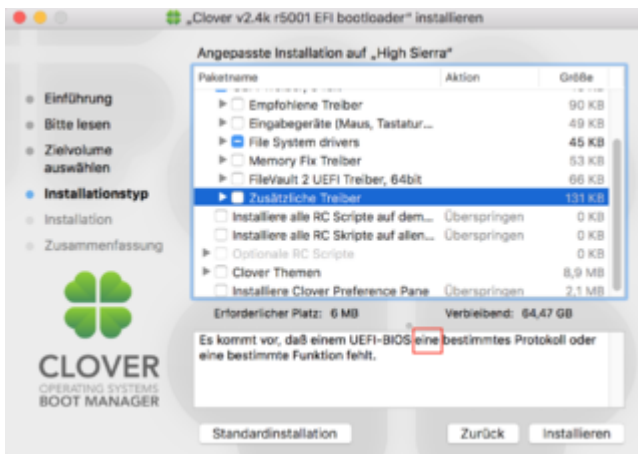 „Clover v2.4k r5001 EFI bootloader“ installieren
Angepasste Installation auf „High Sierra“
Paketname Aktion Größe
Einführung
Bitte lesen
Zielvolume
auswählen
Installationstyp
Installation
Zusammenfassung
Empfohlene Treiber 90 KB
Eingabegeräte (Maus, Tastatur... 49 KB
File System drivers 45 KB
Memory Fix Treiber 53 KB
FileVault 2 UEFI Treiber, 64bit 66 KB
Zusätzliche Treiber 131 KB
Installiere alle RC Scripte auf dem... Überspringen 0 KB
Installiere alle RC Skripte auf allen... Überspringen 0 KB
Optionale RC Scripte 0 KB
Clover Themen 8,9 MB
Installiere Clover Preference Pane Überspringen 2,1 MB
Erforderlicher Platz: 6 MB Verbleibend: 64,47 GB
Es kommt vor, daß einem UEFI-BIOS eine bestimmtes Protokoll oder
eine bestimmte Funktion fehlt.
CLOVER
OPERATING SYSTEMS
BOOT MANAGER
Standardinstallation Zurück Installieren